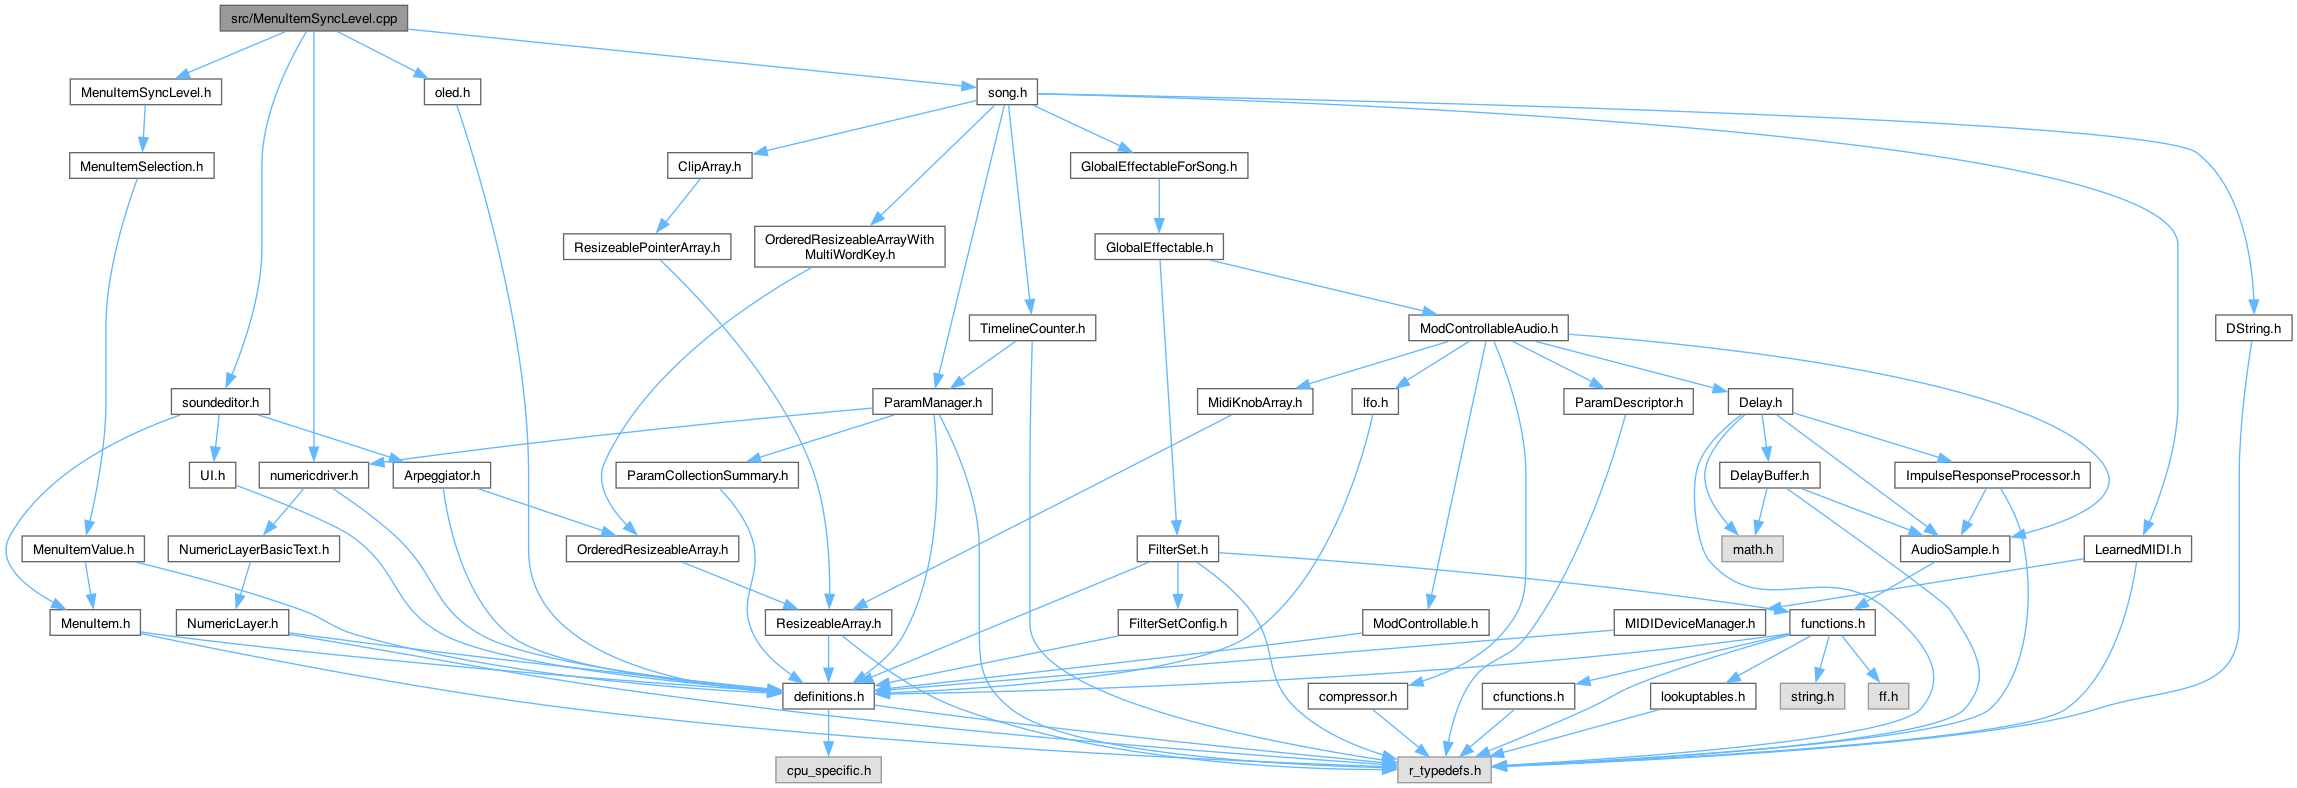 src/MenuItemSyncLevel.cpp
MenuItemSyncLevel.h
oled.h
song.h
MenuItemSelection.h
ClipArray.h
GlobalEffectableForSong.h
ResizeablePointerArray.h
OrderedResizeableArrayWith
MultiWordKey.h
GlobalEffectable.h
TimelineCounter.h
ModControllableAudio.h
DString.h
soundeditor.h
ParamManager.h
MidiKnobArray.h
lfo.h
ParamDescriptor.h
Delay.h
UI.h
numericdriver.h
Arpeggiator.h
ParamCollectionSummary.h
DelayBuffer.h
ImpulseResponseProcessor.h
MenuItemValue.h
NumericLayerBasicText.h
OrderedResizeableArray.h
FilterSet.h
math.h
AudioSample.h
LearnedMIDI.h
MenuItem.h
NumericLayer.h
ResizeableArray.h
FilterSetConfig.h
ModControllable.h
MIDIDeviceManager.h
functions.h
definitions.h
compressor.h
cfunctions.h
lookuptables.h
string.h
ff.h
cpu_specific.h
r_typedefs.h